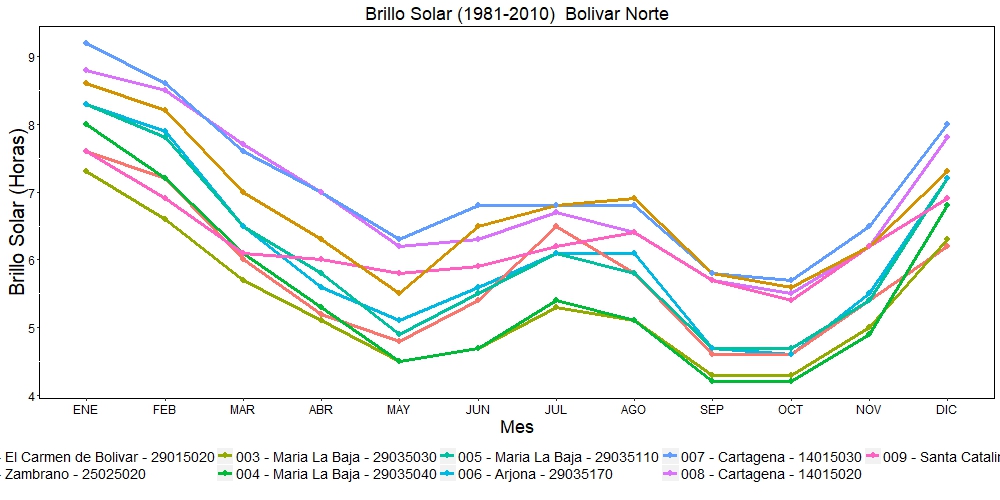 Brillo Solar (1981-2010) Bolivar Norte
Brillo Solar (Horas)
9
8
7
6
5
4
ENE FEB MAR ABR MAY JUN JUL AGO SEP OCT NOV DIC
Mes
- El Carmen de Bolivar - 29015020 003 - Maria La Baja - 29035030 005 - Maria La Baja - 29035110 007 - Cartagena - 14015030 009 - Santa Catalin
- Zambrano - 25025020 004 - Maria La Baja - 29035040 006 - Arjona - 29035170 008 - Cartagena - 14015020